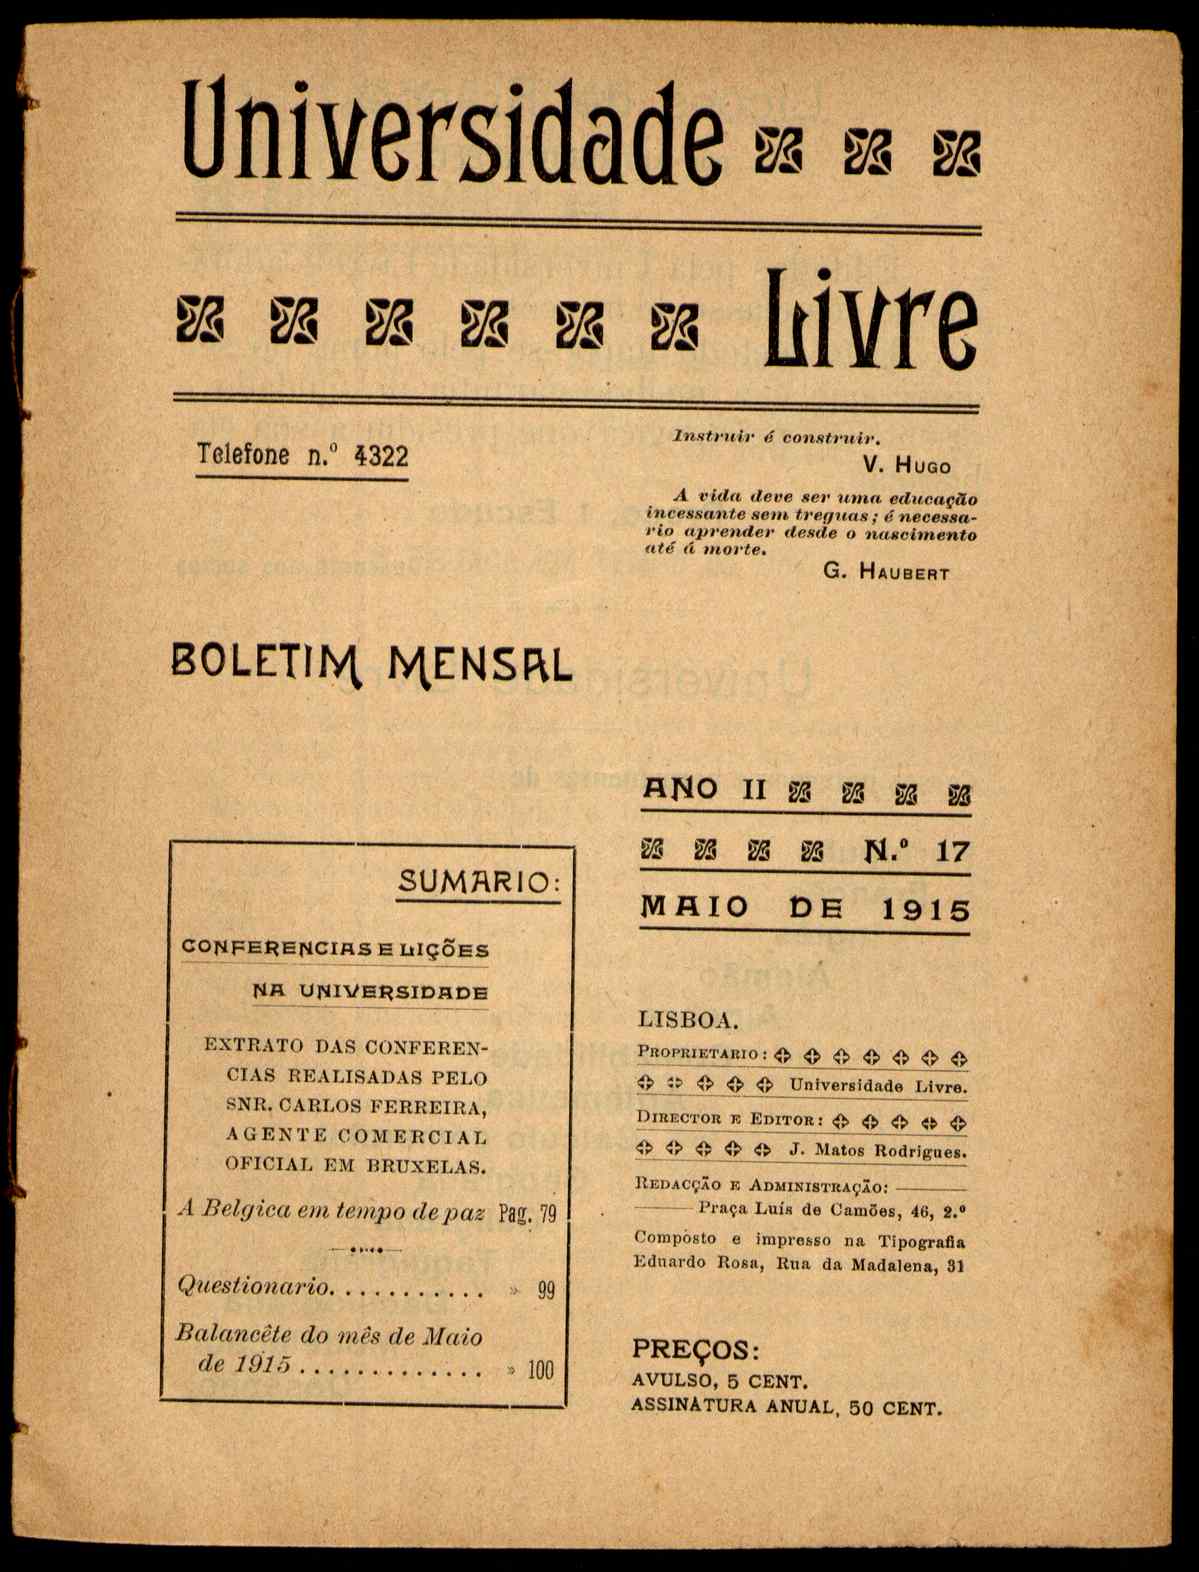 Universidade
Livre
Telefone n.º 4322
Instruir é construir.
V. HUGO
A vida deve ser uma educação
incessante sem treguas; é necessa-
rio aprender desde o nascimento
até á morte.
G. HAUBERT
BOLETIM MENSAL
ANO II
N.º 17
MAIO DE 1915
SUMARIO:
CONFERENCIAS E LIÇÕES
NA UNIVERSIDADE
EXTRATO DAS CONFEREN-
CIAS REALISADAS PELO
SNR. CARLOS FERREIRA,
AGENTE COMERCIAL
OFICIAL EM BRUXELAS.
A Belgica em tempo de paz Pag. 79
Questionario. . . . . . . . . . . . » 99
Balancête do mês de Maio
de 1915 . . . . . . . . . . . . . » 100
LISBOA.
PROPRIETARIO:
Universidade Livre.
DIRECTOR E EDITOR:
J. Matos Rodrigues.
REDACÇÃO E ADMINISTRAÇÃO:
Praça Luís de Camões, 46, 2.º
Composto e impresso na Tipografia
Eduardo Rosa, Rua da Madalena, 31
PREÇOS:
AVULSO, 5 CENT.
ASSINATURA ANUAL, 50 CENT.